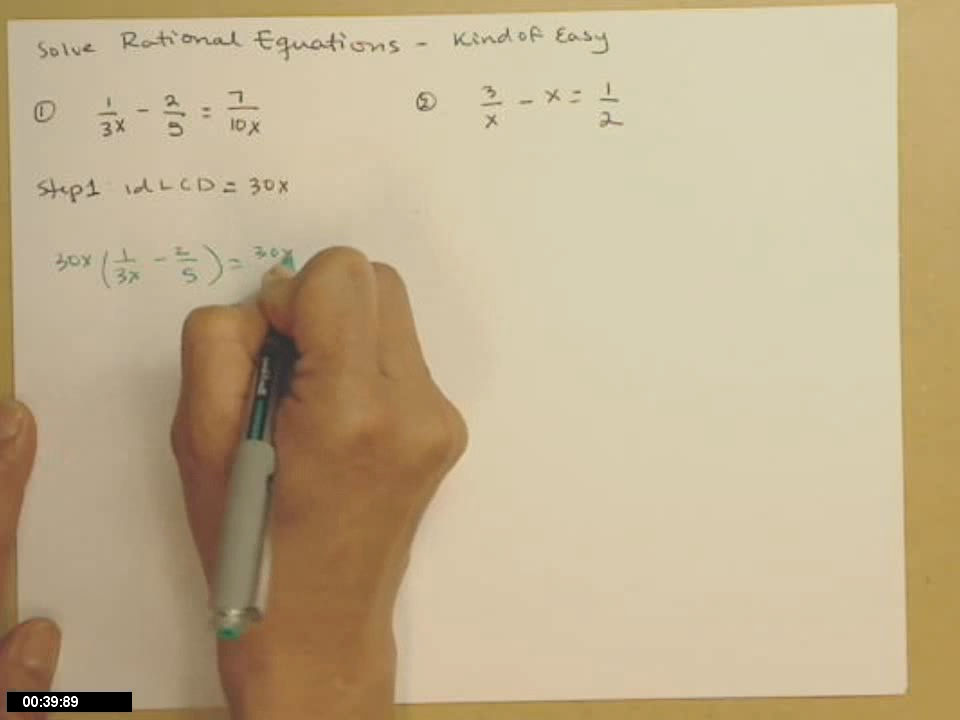 Solve Rational Equations - Kind of Easy
① 1/3x - 2/5 = 7/10x
② 3/x - x = 1/2
Step 1: id LCD = 30x
30x (1/3x - 2/5) = 30x
00:39:89